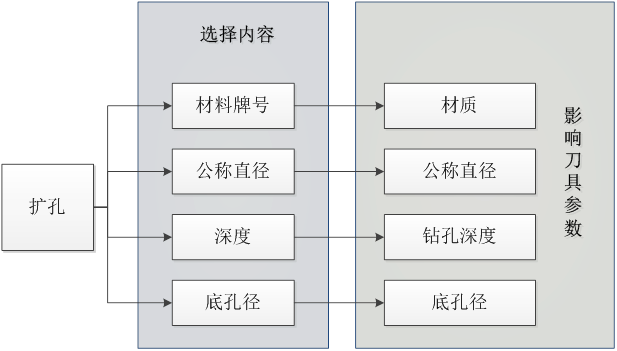 选择内容
材料牌号
材质
公称直径
公称直径
扩孔
深度
钻孔深度
底孔径
底孔径
影响刀具参数